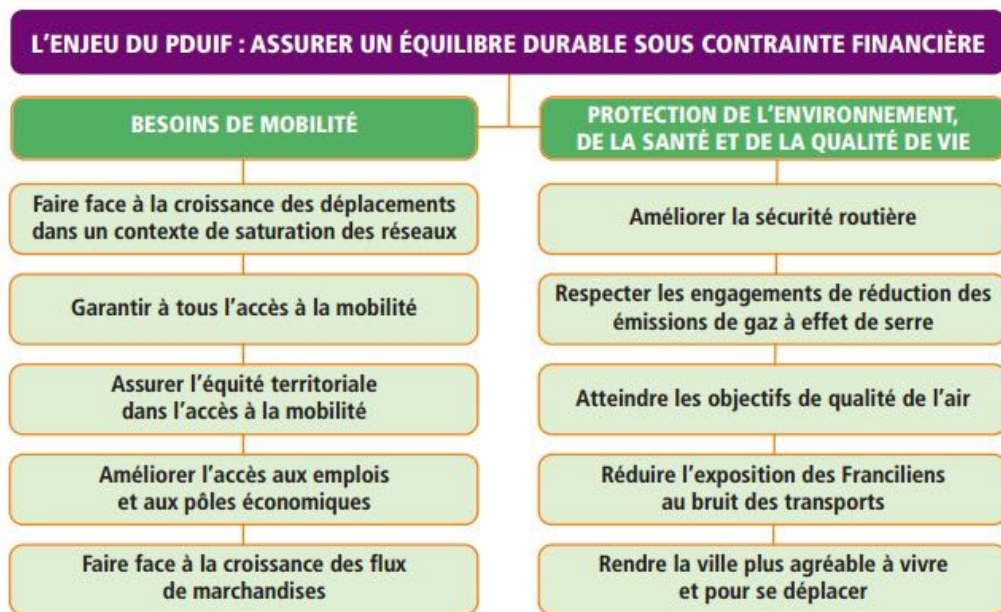 L'ENJEU DU PDUIF : ASSURER UN ÉQUILIBRE DURABLE SOUS CONTRAINTE FINANCIÈRE
BESOINS DE MOBILITÉ
Faire face à la croissance des déplacements
dans un contexte de saturation des réseaux
Garantir à tous l'accès à la mobilité
Assurer l'équité territoriale
dans l'accès à la mobilité
Améliorer l'accès aux emplois
et aux pôles économiques
Faire face à la croissance des flux
de marchandises
PROTECTION DE L'ENVIRONNEMENT,
DE LA SANTÉ ET DE LA QUALITÉ DE VIE
Améliorer la sécurité routière
Respecter les engagements de réduction des
émissions de gaz à effet de serre
Atteindre les objectifs de qualité de l'air
Réduire l'exposition des Franciliens
au bruit des transports
Rendre la ville plus agréable à vivre
et pour se déplacer